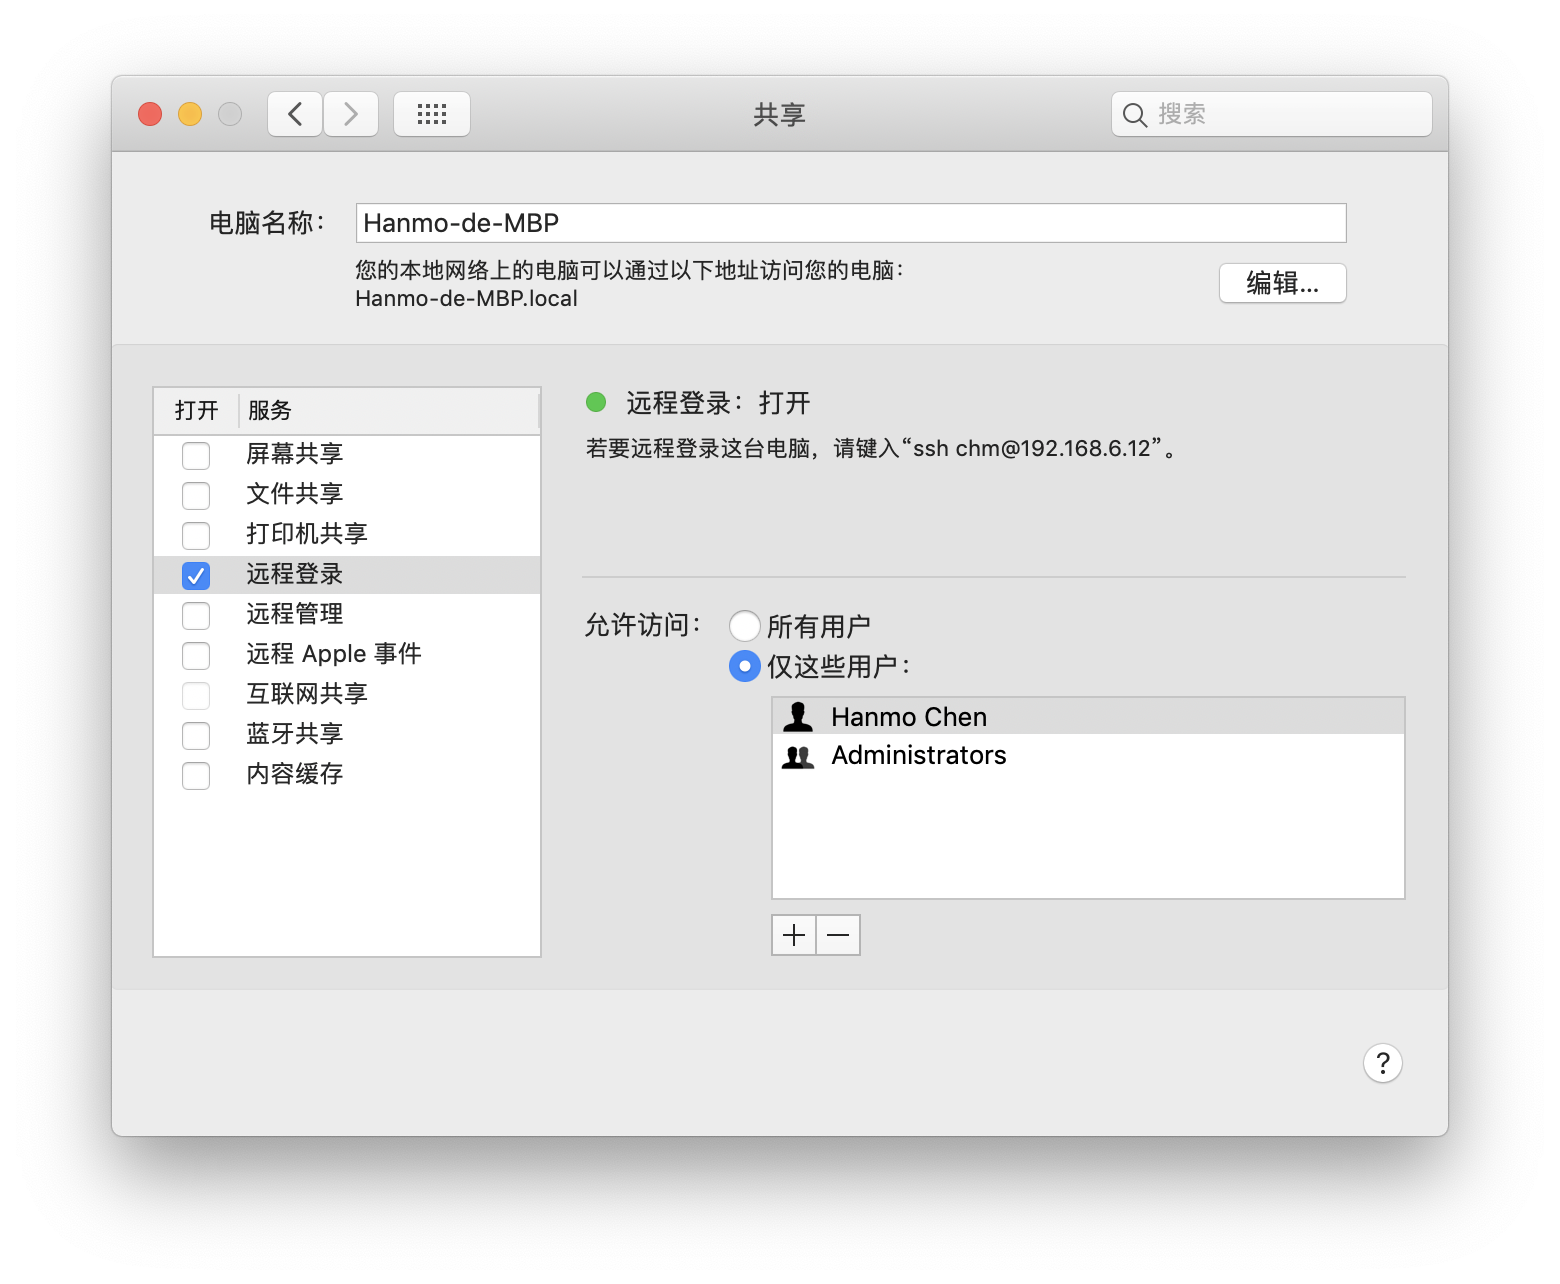 共享
搜索
电脑名称：
Hanmo-de-MBP
您的本地网络上的电脑可以通过以下地址访问您的电脑：
Hanmo-de-MBP.local
编辑...
打开 服务
屏幕共享
文件共享
打印机共享
远程登录
远程管理
远程 Apple 事件
互联网共享
蓝牙共享
内容缓存
远程登录：打开
若要远程登录这台电脑，请键入“ssh chm@192.168.6.12”。
允许访问：
所有用户
仅这些用户：
Hanmo Chen
Administrators
?